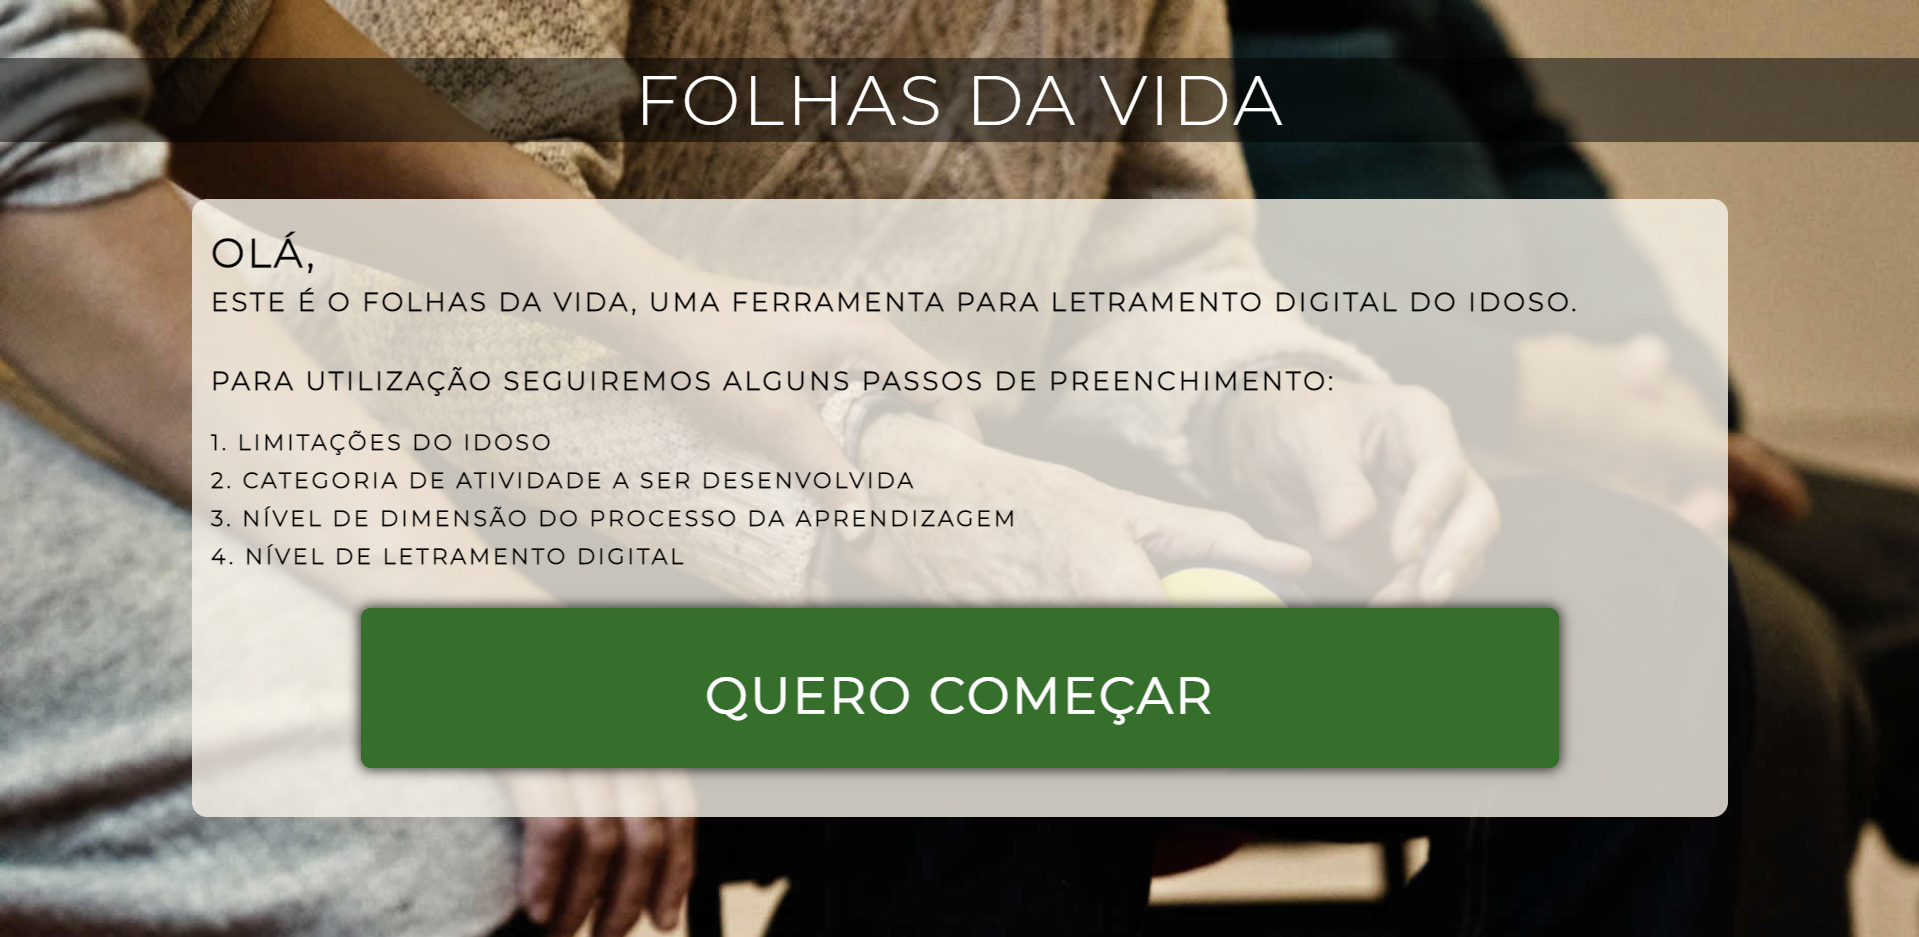 FOLHAS DA VIDA
OLÁ,
ESTE É O FOLHAS DA VIDA, UMA FERRAMENTA PARA LETRAMENTO DIGITAL DO IDOSO.
PARA UTILIZAÇÃO SEGUIREMOS ALGUNS PASSOS DE PREENCHIMENTO:
1. LIMITAÇÕES DO IDOSO
2. CATEGORIA DE ATIVIDADE A SER DESENVOLVIDA
3. NÍVEL DE DIMENSÃO DO PROCESSO DA APRENDIZAGEM
4. NÍVEL DE LETRAMENTO DIGITAL
QUERO COMEÇAR